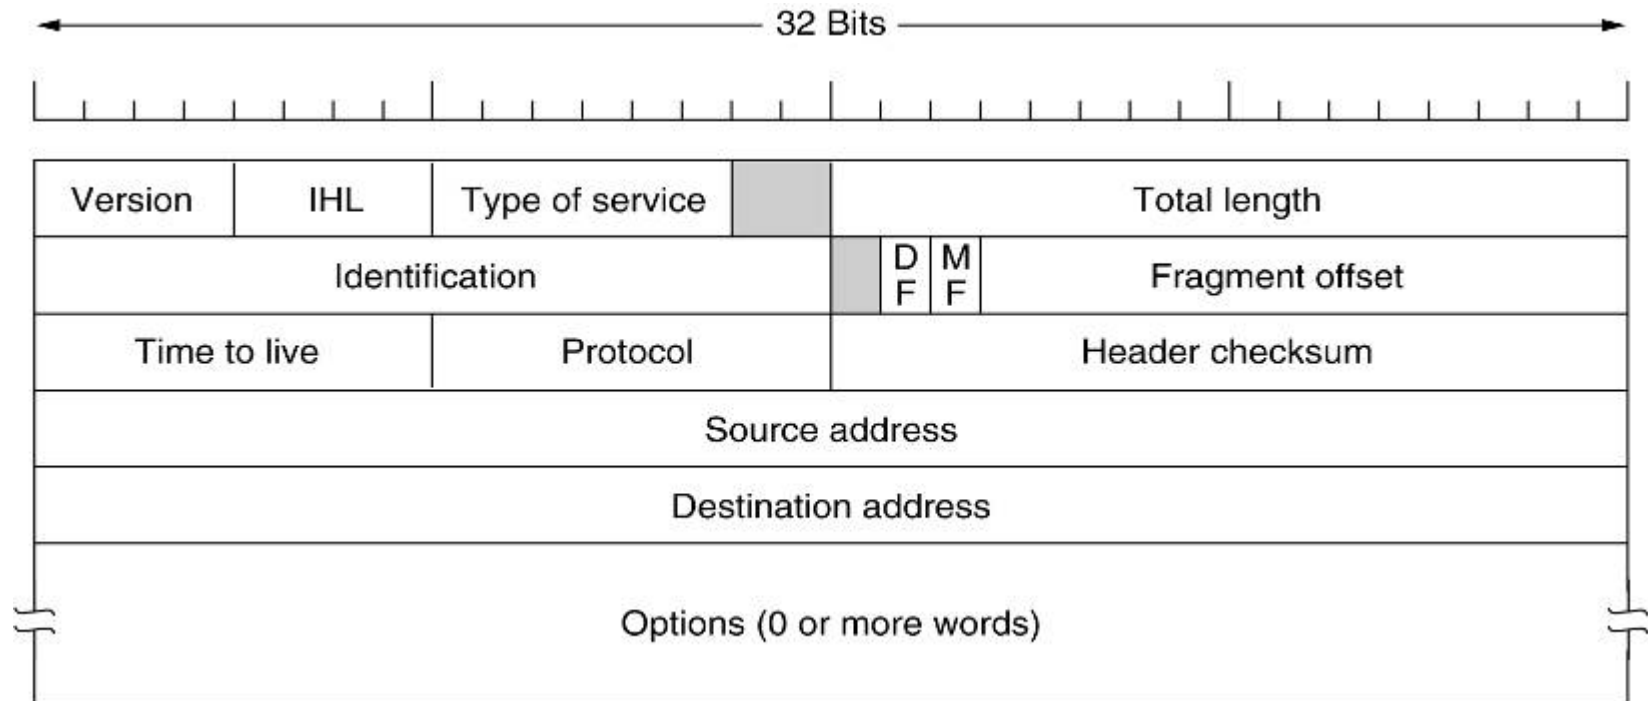 32 Bits
Version IHL Type of service Total length
Identification D F M F Fragment offset
Time to live Protocol Header checksum
Source address
Destination address
Options (0 or more words)